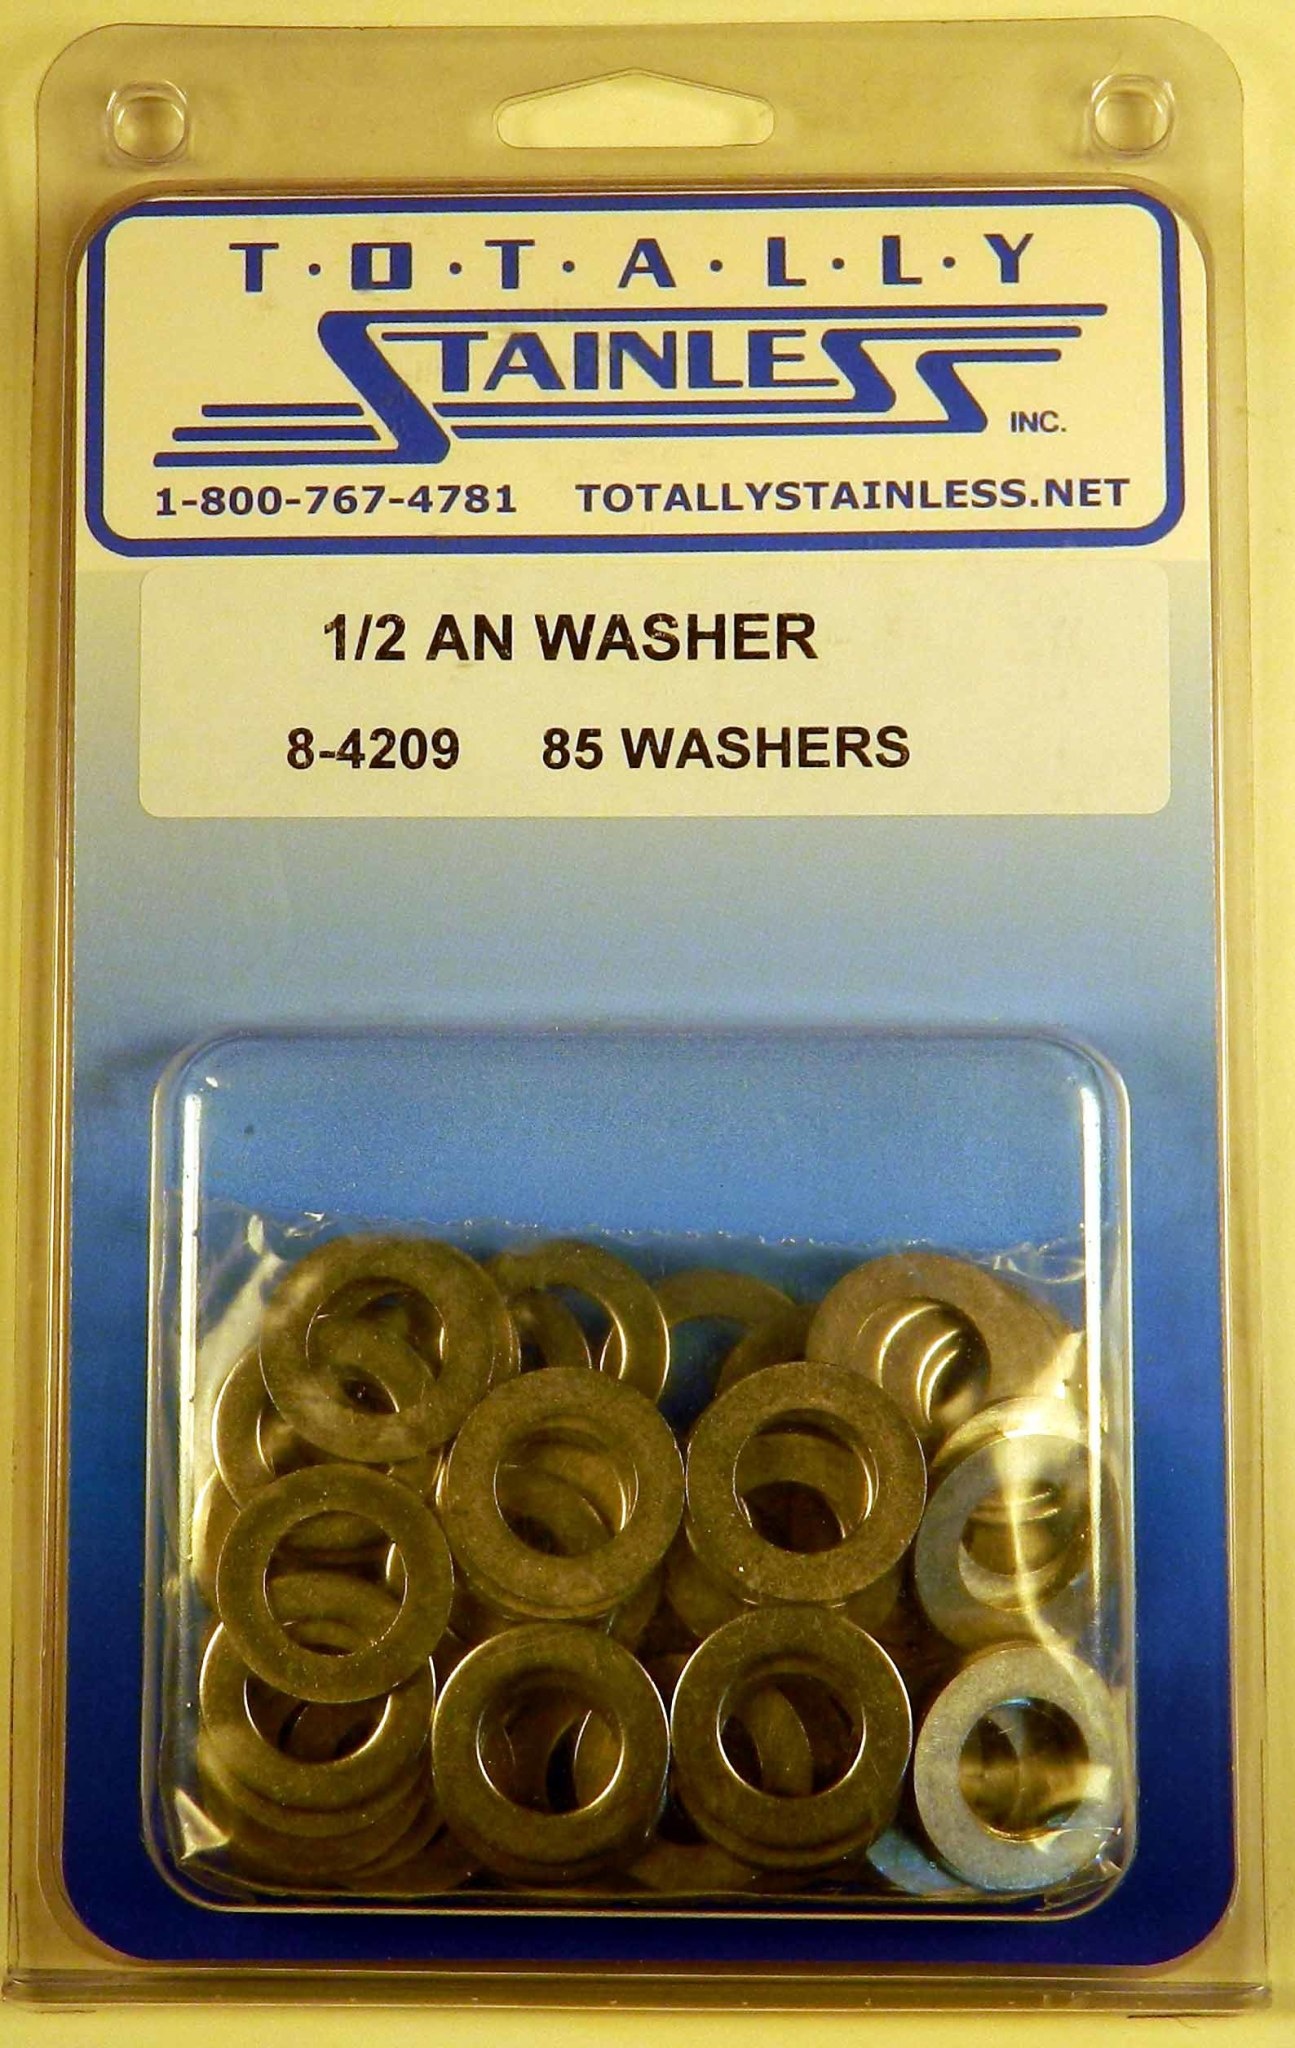 T·O·T·A·L·L·Y
STAINLESS
INC.
1-800-767-4781 TOTALLYSTAINLESS.NET
1/2 AN WASHER
8-4209 85 WASHERS